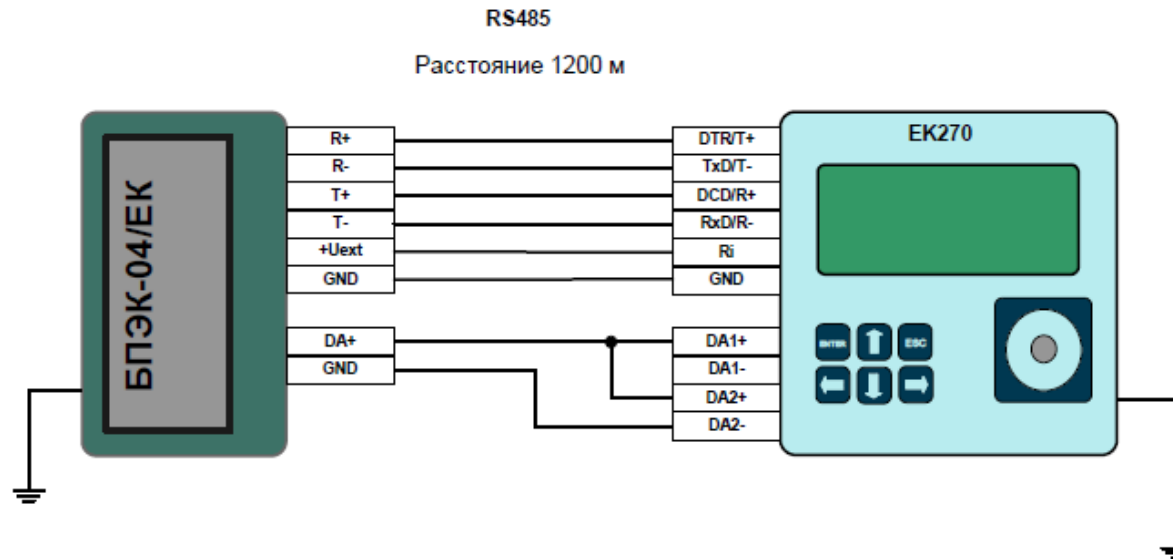 RS485
Расстояние 1200 м
EK270
БПЭК-04/ЕК
R+
R-
T+
T-
+Uext
GND
DA+
GND
DTR/T+
TxD/T-
DCD/R+
RxD/R-
Ri
GND
DA1+
DA1-
DA2+
DA2-
ENTER
ESC